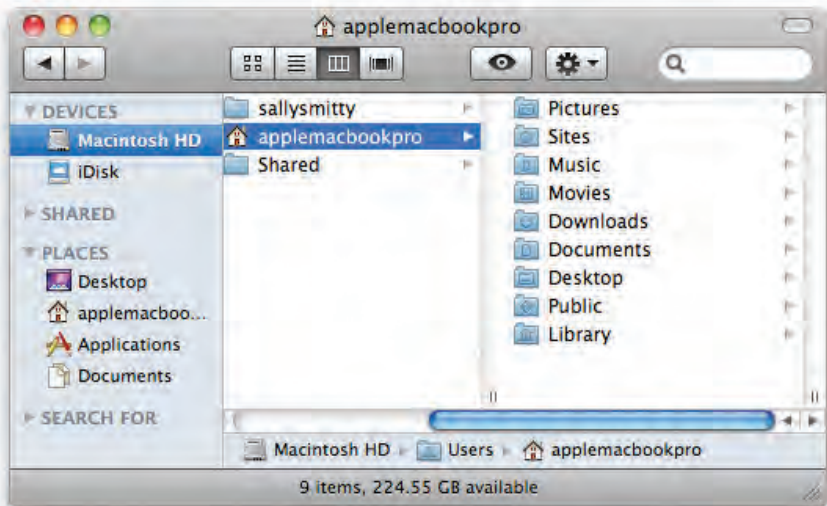 applemacbookpro
DEVICES
Macintosh HD
iDisk
SHARED
PLACES
Desktop
applemacboo...
Applications
Documents
SEARCH FOR
sallysmitty
applemacbookpro
Shared
Pictures
Sites
Music
Movies
Downloads
Documents
Desktop
Public
Library
Macintosh HD Users applemacbookpro
9 items, 224.55 GB available